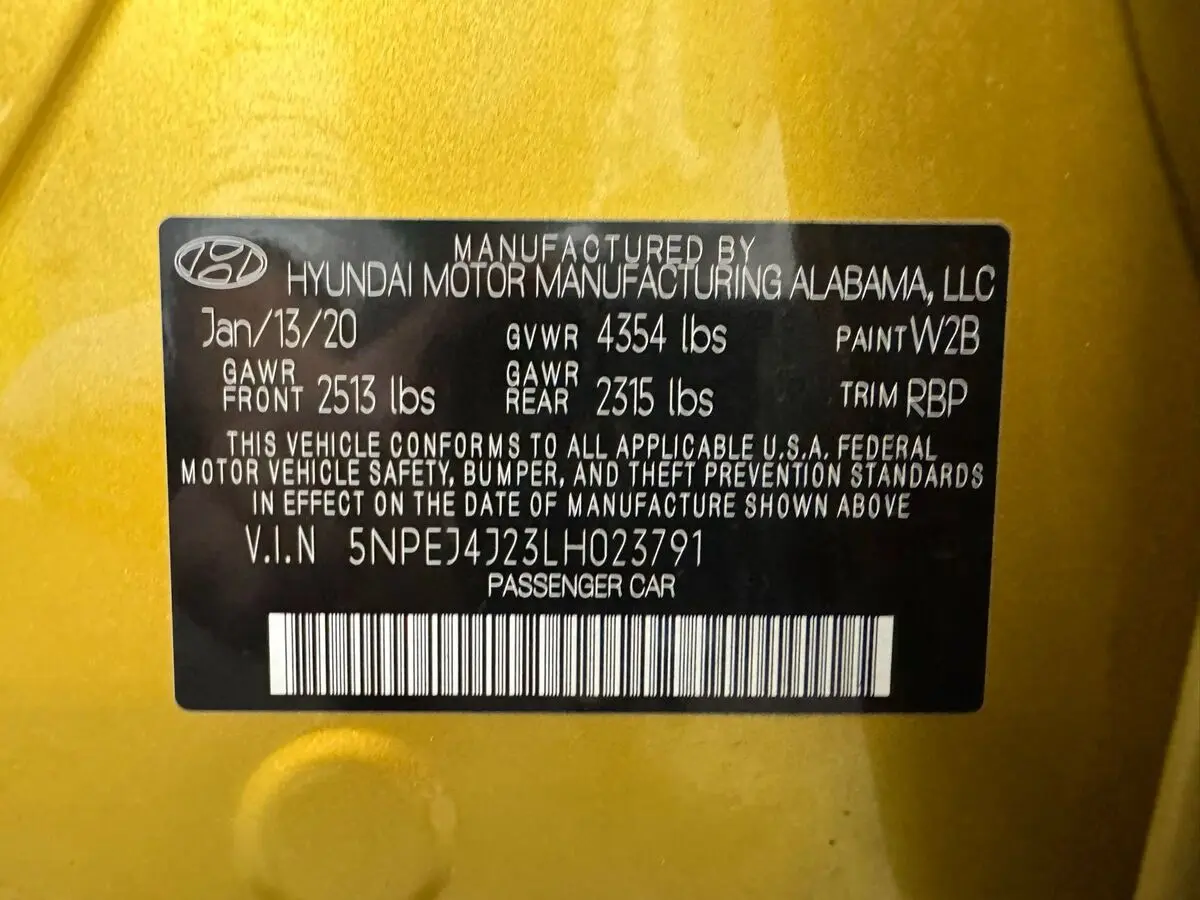 MANUFACTURED BY
HYUNDAI MOTOR MANUFACTURING ALABAMA, LLC
Jan/13/20 GVWR 4354 lbs PAINT W2B
GAWR FRONT 2513 lbs GAWR REAR 2315 lbs TRIM RBP
THIS VEHICLE CONFORMS TO ALL APPLICABLE U.S.A. FEDERAL
MOTOR VEHICLE SAFETY, BUMPER, AND THEFT PREVENTION STANDARDS
IN EFFECT ON THE DATE OF MANUFACTURE SHOWN ABOVE
V.I.N 5NPEJ4J23LH023791
PASSENGER CAR